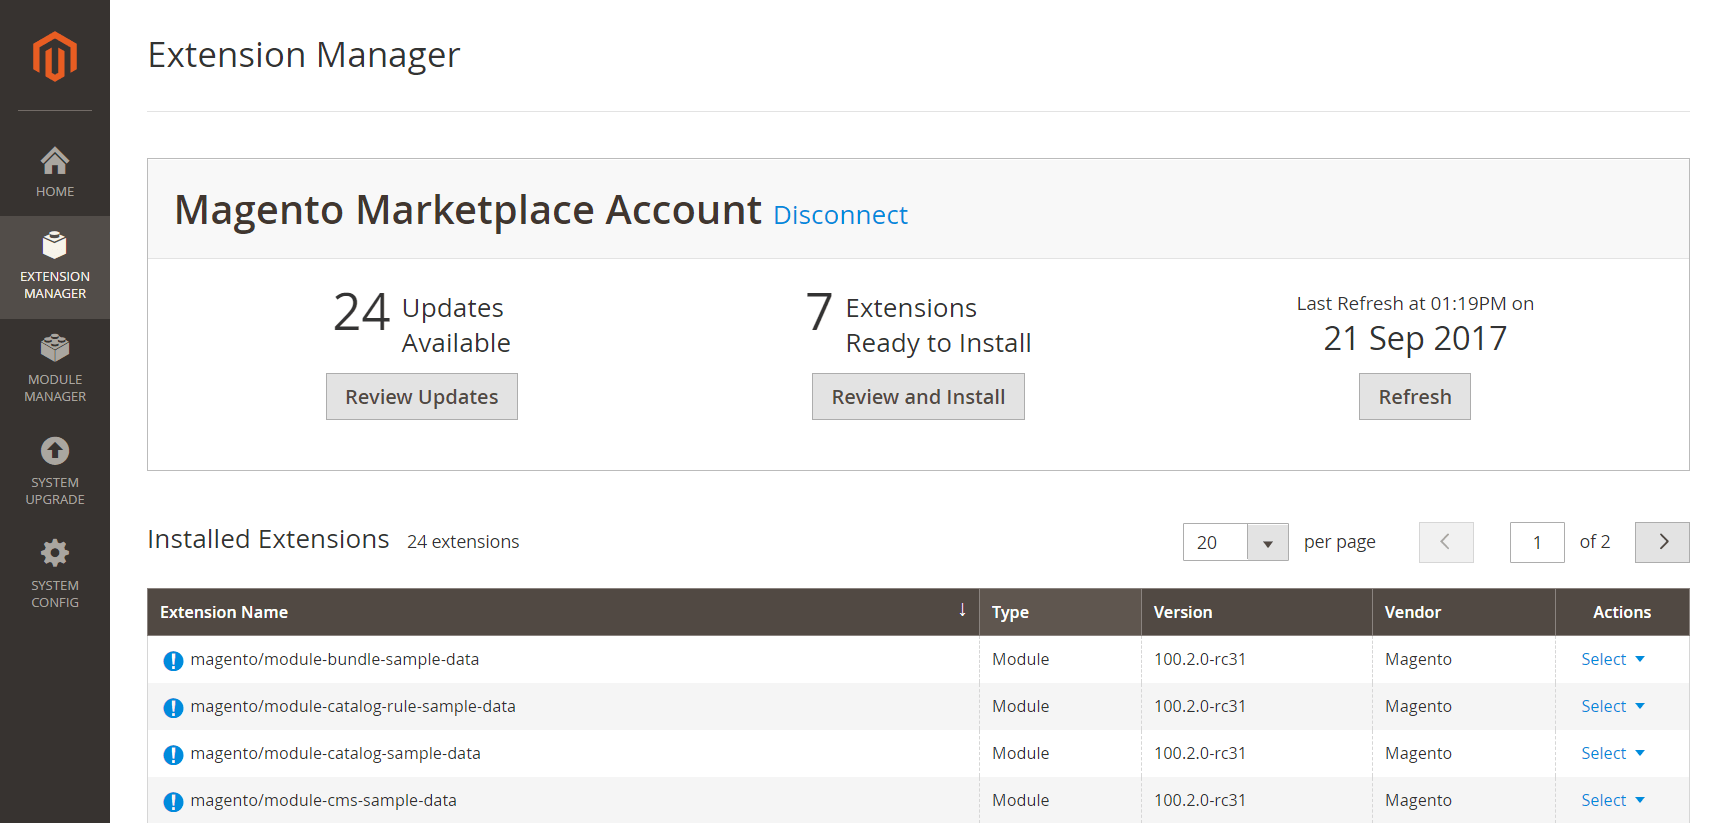 Extension Manager
HOME
EXTENSION
MANAGER
MODULE
MANAGER
SYSTEM
UPGRADE
SYSTEM
CONFIG
Magento Marketplace Account Disconnect
24 Updates
Available
Review Updates
7 Extensions
Ready to Install
Review and Install
Last Refresh at 01:19PM on
21 Sep 2017
Refresh
Installed Extensions 24 extensions
20 per page 1 of 2
Extension Name ↓ Type Version Vendor Actions
magento/module-bundle-sample-data Module 100.2.0-rc31 Magento Select
magento/module-catalog-rule-sample-data Module 100.2.0-rc31 Magento Select
magento/module-catalog-sample-data Module 100.2.0-rc31 Magento Select
magento/module-cms-sample-data Module 100.2.0-rc31 Magento Select